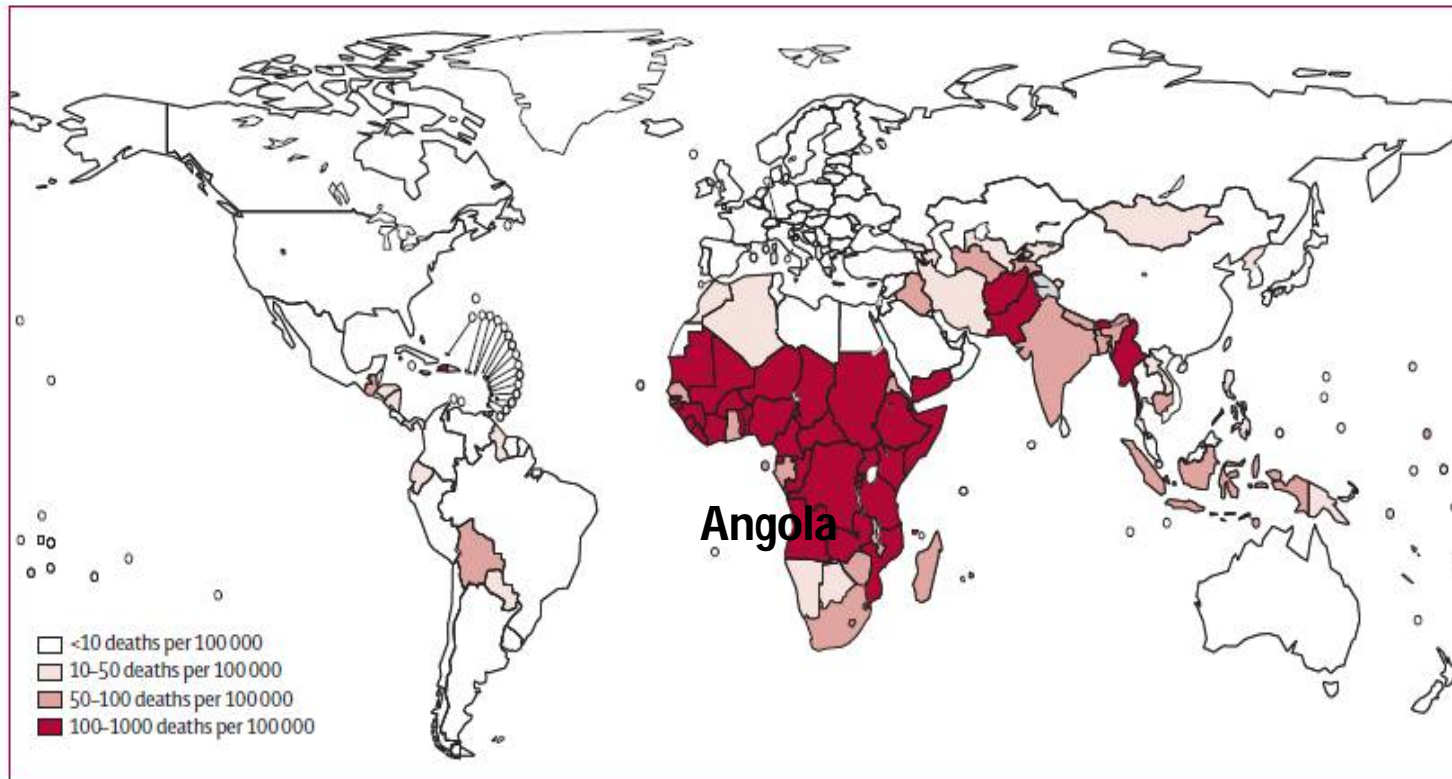 Angola
<10 deaths per 100 000
10–50 deaths per 100 000
50–100 deaths per 100 000
100–1000 deaths per 100 000